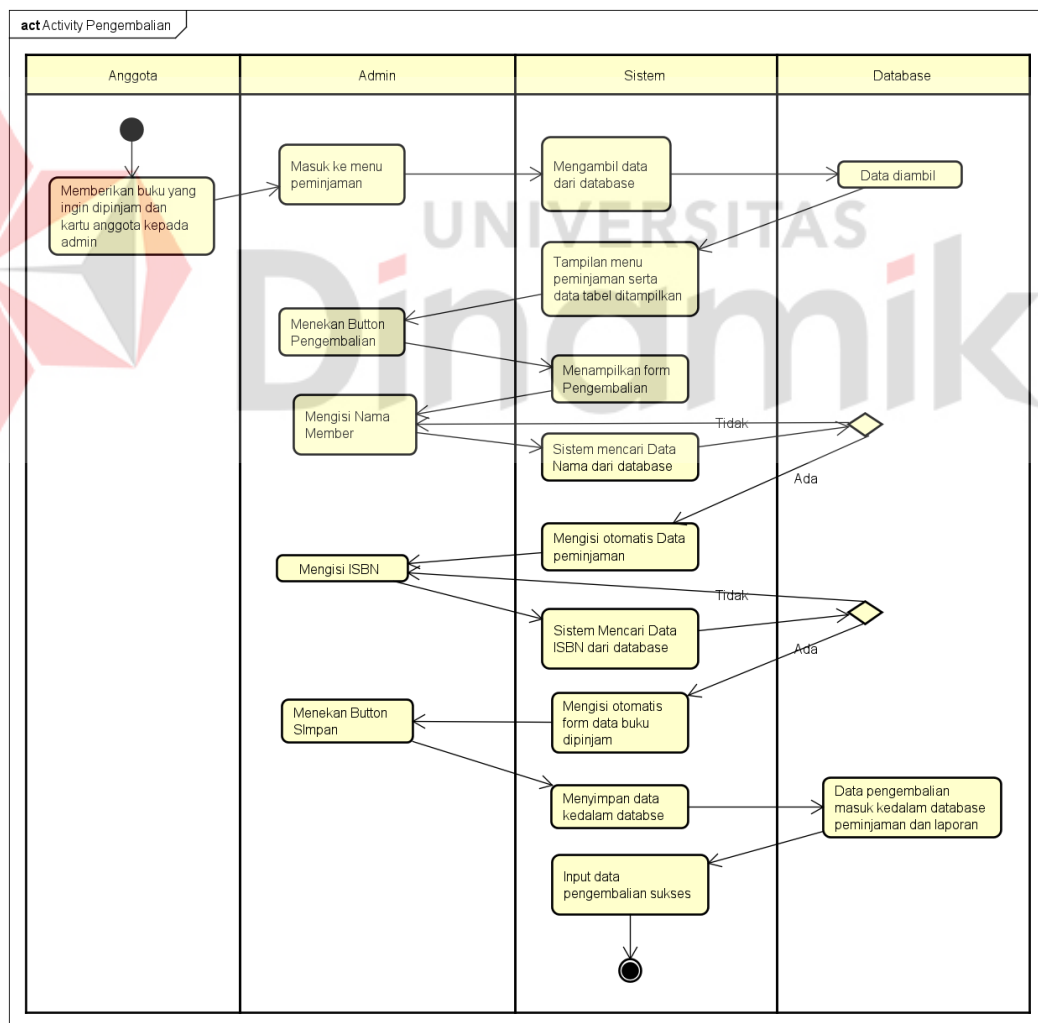 act Activity Pengembalian
Anggota
Admin
Sistem
Database
Memberikan buku yang
ingin dipinjam dan
kartu anggota kepada
admin
Masuk ke menu
peminjaman
Mengambil data
dari database
Data diambil
UNIVERSITAS
Dinamika
Tampilan menu
peminjaman serta
data tabel ditampilkan
Menekan Button
Pengembalian
Menampilkan form
Pengembalian
Mengisi Nama
Member
Tidak
Sistem mencari Data
Nama dari database
Ada
Mengisi otomatis Data
peminjaman
Mengisi ISBN
Tidak
Sistem Mencari Data
ISBN dari database
Ada
Mengisi otomatis
form data buku
dipinjam
Menekan Button
SImpan
Menyimpan data
kedalam databse
Data pengembalian
masuk kedalam database
peminjaman dan laporan
Input data
pengembalian sukses